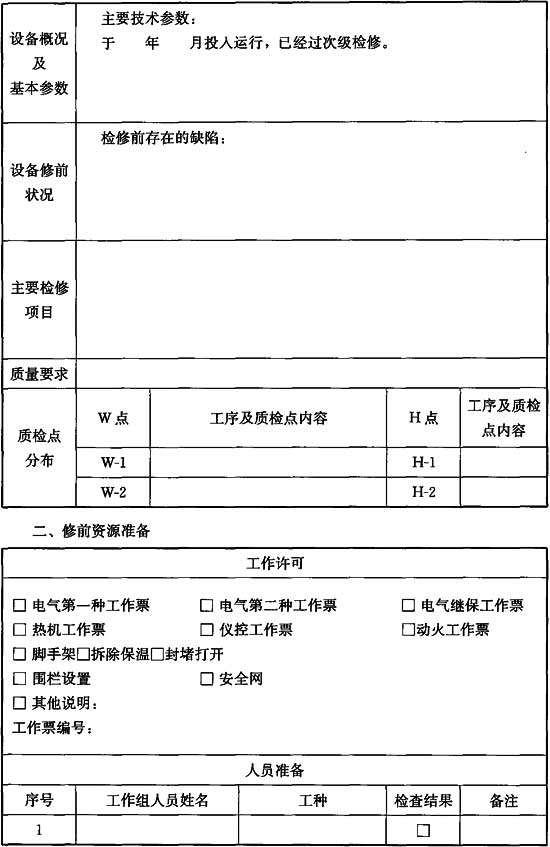 设备概况
及
基本参数
主要技术参数：
于 年 月投入运行，已经过次级检修。
设备修前
状况
检修前存在的缺陷：
主要检修
项目
质量要求
质检点
分布
W 点 工序及质检点内容 H 点 工序及质检
点内容
W-1 H-1
W-2 H-2
二、修前资源准备
工作许可
□ 电气第一种工作票 □ 电气第二种工作票 □ 电气继保工作票
□ 热机工作票 □ 仪控工作票 □动火工作票
□ 脚手架□拆除保温□封堵打开
□ 围栏设置 □ 安全网
□ 其他说明：
工作票编号：
人员准备
序号 工作组人员姓名 工种 检查结果 备注
1 □